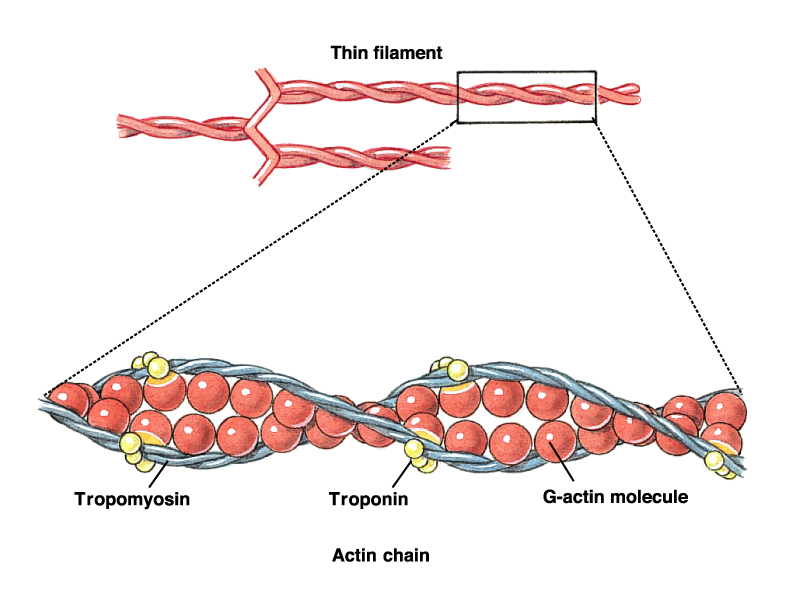 Thin filament
Tropomyosin
Troponin
G-actin molecule
Actin chain